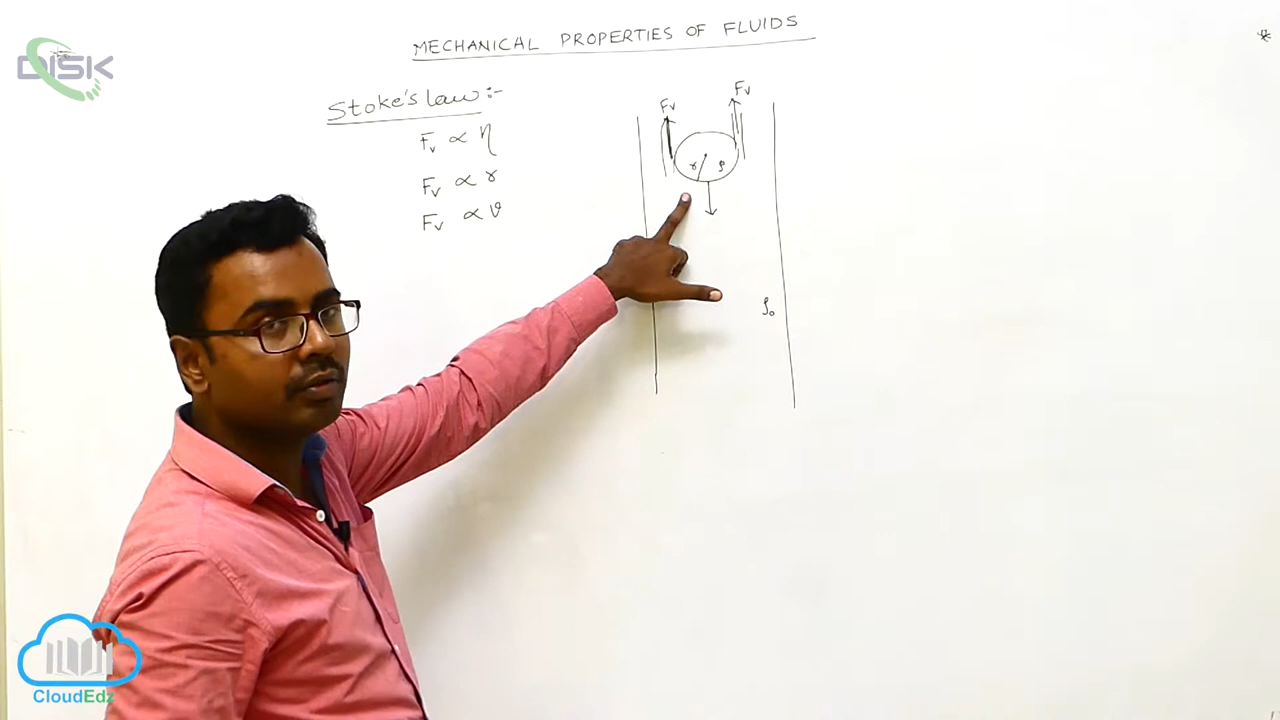 DISK
MECHANICAL PROPERTIES OF FLUIDS
Stoke's law :-
Fv ∝ η
Fv ∝ r
Fv ∝ v
Fv
Fv
r ρ
ρ₀
CloudEdz